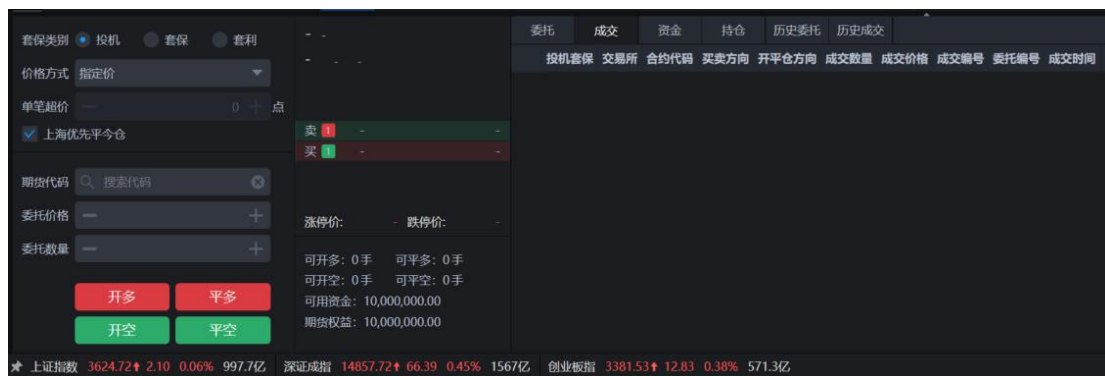 套保类别 投机 套保 套利
价格方式 指定价
单笔超价 0 点
上海优先平今仓
期货代码 搜索代码
委托价格
委托数量
开多 平多
开空 平空
- -
- - -
卖 1 - -
买 1 - -
涨停价: - 跌停价: -
可开多: 0手 可平多: 0手
可开空: 0手 可平空: 0手
可用资金: 10,000,000.00
期货权益: 10,000,000.00
委托 成交 资金 持仓 历史委托 历史成交
投机套保 交易所 合约代码 买卖方向 开平仓方向 成交数量 成交价格 成交编号 委托编号 成交时间
上证指数 3624.72↑ 2.10 0.06% 997.7亿 深证成指 14857.72↑ 66.39 0.45% 1567亿 创业板指 3381.53↑ 12.83 0.38% 571.3亿